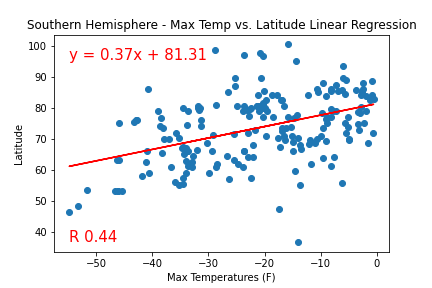 Southern Hemisphere - Max Temp vs. Latitude Linear Regression
100
y = 0.37x + 81.31
90
80
70
60
50
40
R 0.44
Latitude
−50 −40 −30 −20 −10 0
Max Temperatures (F)